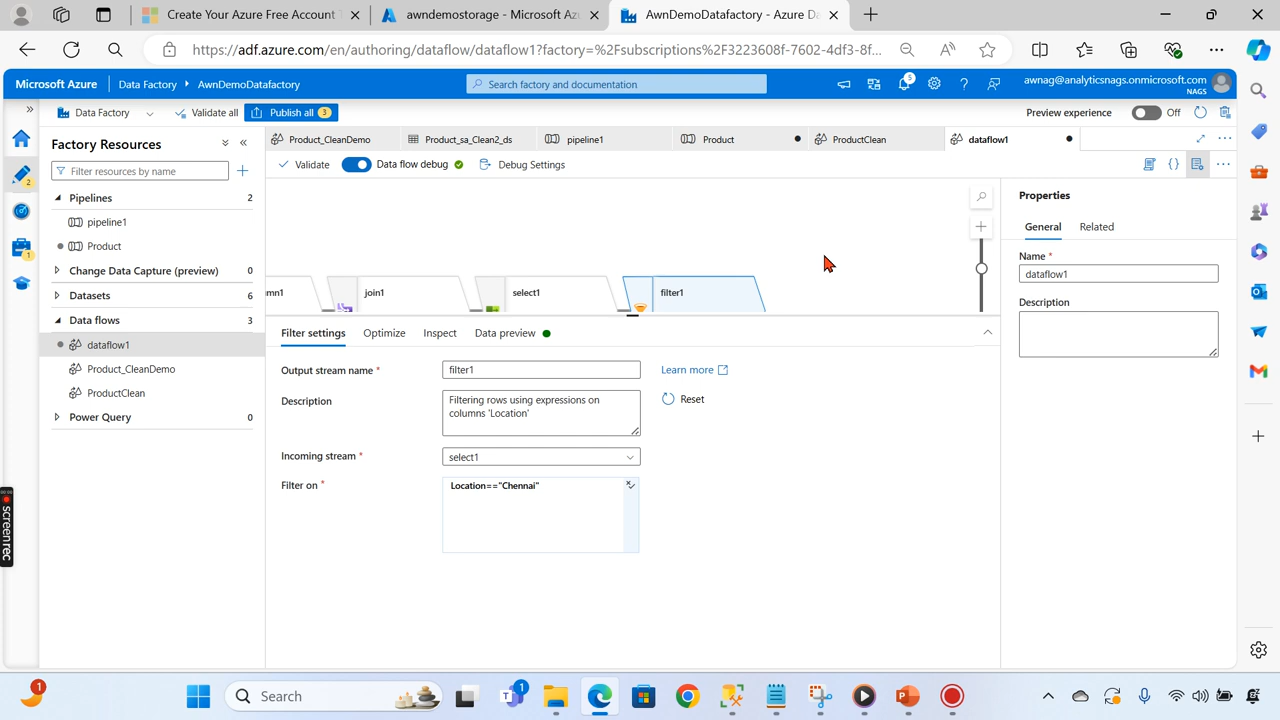 Create Your Azure Free Account
awndemostorage - Microsoft Az
AwnDemoDatafactory - Azure Da
https://adf.azure.com/en/authoring/dataflow/dataflow1?factory=%2Fsubscriptions%2F3223608f-7602-4df3-8f...
Microsoft Azure
Data Factory
AwnDemoDatafactory
Search factory and documentation
5
awnag@analyticsnags.onmicrosoft.com
NAGS
Data Factory
Validate all
Publish all 3
Preview experience
Off
Factory Resources
Filter resources by name
Pipelines 2
pipeline1
Product
Change Data Capture (preview) 0
Datasets 6
Data flows 3
dataflow1
Product_CleanDemo
ProductClean
Power Query 0
2
1
Product_CleanDemo
Product_sa_Clean2_ds
pipeline1
Product
ProductClean
dataflow1
Validate
Data flow debug
Debug Settings
mn1
join1
select1
filter1
Filter settings
Optimize
Inspect
Data preview
Output stream name *
filter1
Learn more
Description
Filtering rows using expressions on
columns 'Location'
Reset
Incoming stream *
select1
Filter on *
Location=="Chennai"
Properties
General
Related
Name *
dataflow1
Description
screenrec
1
Search
1